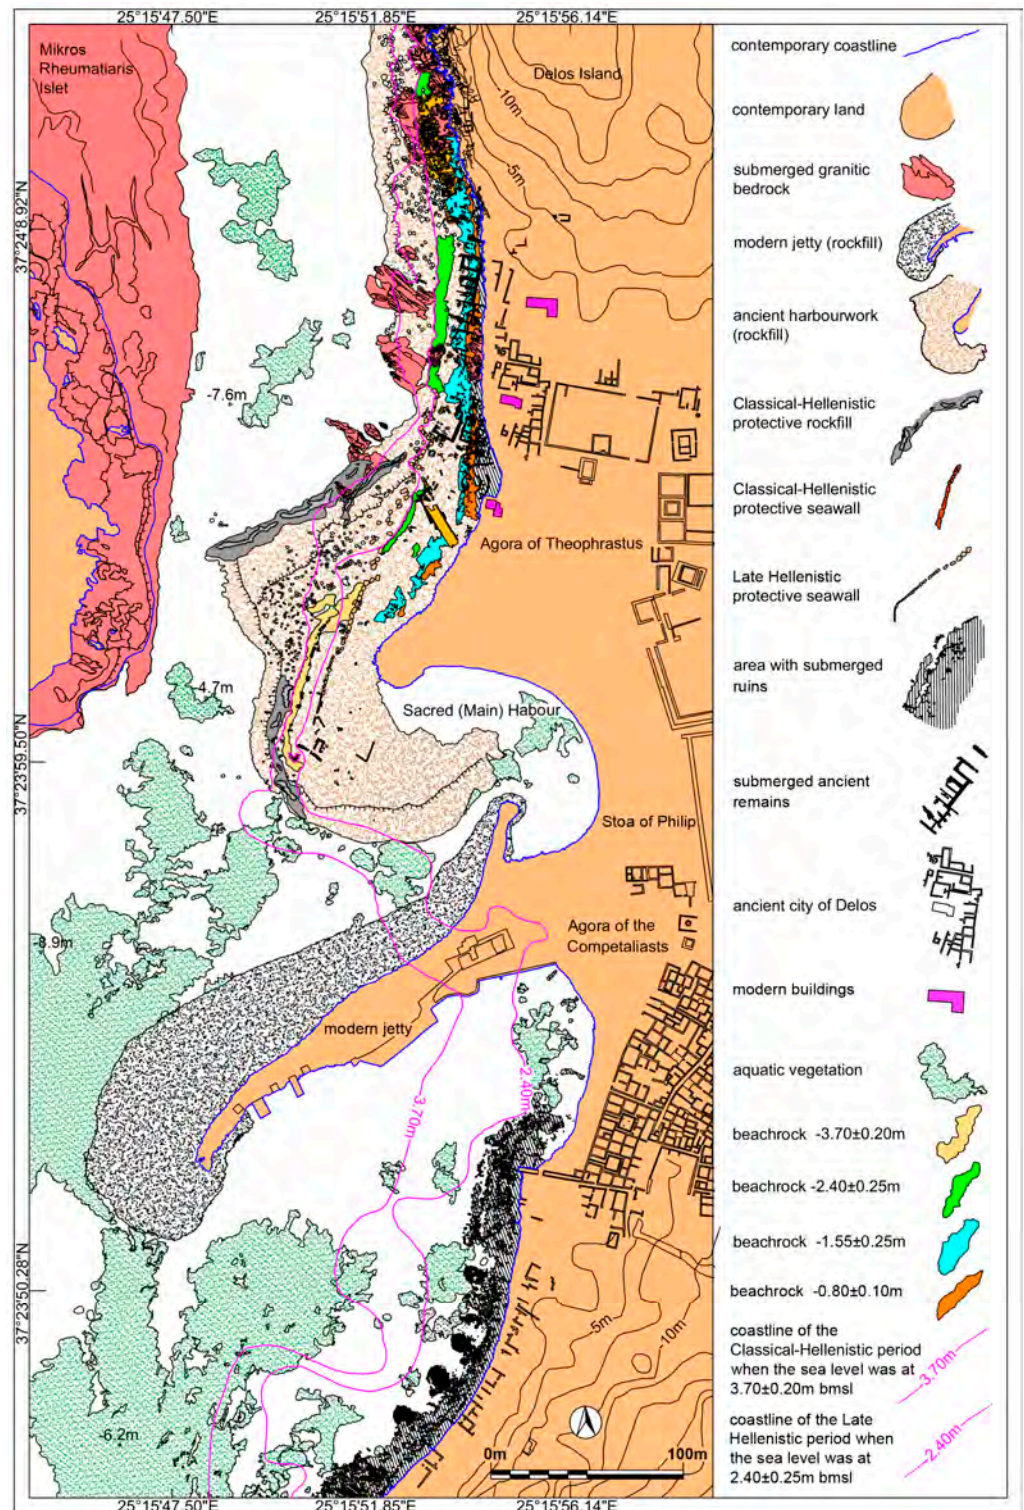 25°15'47.50"E
25°15'51.85"E
25°15'56.14"E
Mikros
Rheumatiaris
Islet
Delos Island
-10m
-5m
37°24'8.92"N
-7.6m
Agora of Theophrastus
-4.7m
Sacred (Main) Habour
37°23'59.50"N
Stoa of Philip
-8.9m
Agora of the
Competaliasts
modern jetty
-2.40m
-3.70m
37°23'50.28"N
-5m
-10m
-6.2m
0m
100m
25°15'47.50"E
25°15'51.85"E
25°15'56.14"E
contemporary coastline
contemporary land
submerged granitic
bedrock
modern jetty (rockfill)
ancient harbourwork
(rockfill)
Classical-Hellenistic
protective rockfill
Classical-Hellenistic
protective seawall
Late Hellenistic
protective seawall
area with submerged
ruins
submerged ancient
remains
ancient city of Delos
modern buildings
aquatic vegetation
beachrock -3.70±0.20m
beachrock -2.40±0.25m
beachrock -1.55±0.25m
beachrock -0.80±0.10m
coastline of the
Classical-Hellenistic period
when the sea level was at
3.70±0.20m bmsl
-3.70m
coastline of the Late
Hellenistic period when
the sea level was at
2.40±0.25m bmsl
-2.40m